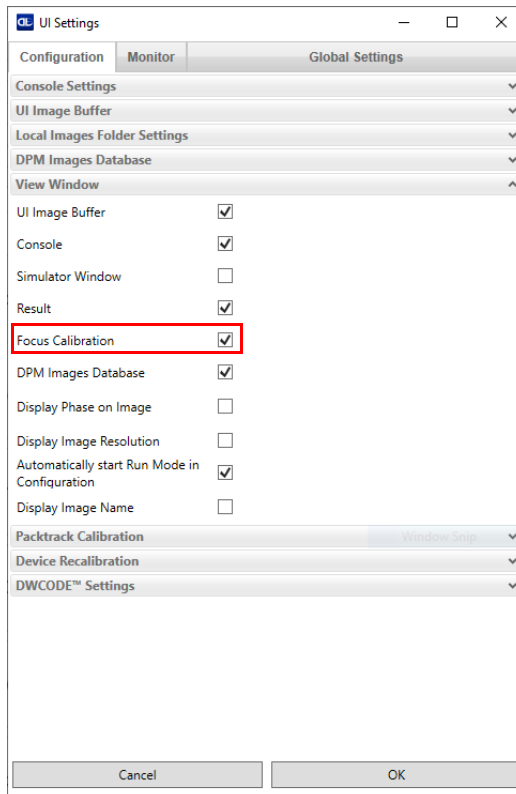 UI Settings
Configuration Monitor Global Settings
Console Settings
UI Image Buffer
Local Images Folder Settings
DPM Images Database
View Window
UI Image Buffer
Console
Simulator Window
Result
Focus Calibration
DPM Images Database
Display Phase on Image
Display Image Resolution
Automatically start Run Mode in
Configuration
Display Image Name
Packtrack Calibration Window Snip
Device Recalibration
DWCODE™ Settings
Cancel OK